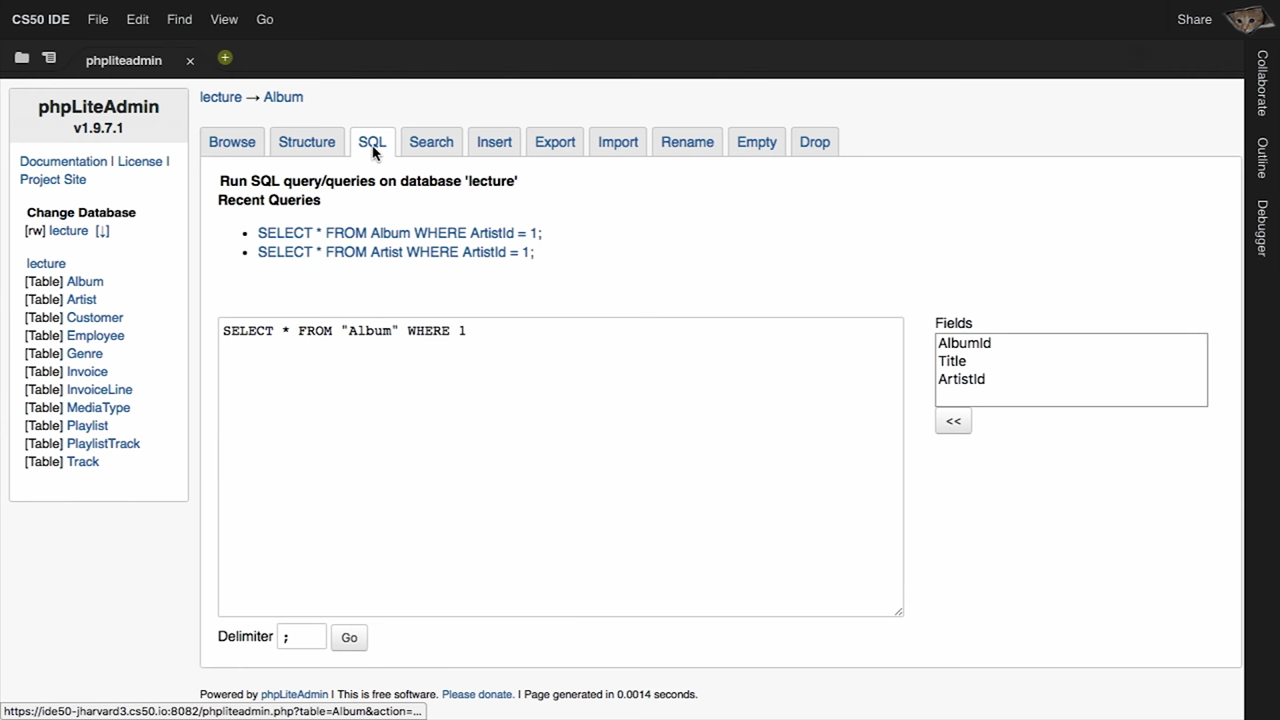 CS50 IDE File Edit Find View Go Share
phpliteadmin ×
phpLiteAdmin
v1.9.7.1
Documentation | License |
Project Site
Change Database
[rw] lecture [↓]
lecture
[Table] Album
[Table] Artist
[Table] Customer
[Table] Employee
[Table] Genre
[Table] Invoice
[Table] InvoiceLine
[Table] MediaType
[Table] Playlist
[Table] PlaylistTrack
[Table] Track
lecture → Album
Browse Structure SQL Search Insert Export Import Rename Empty Drop
Run SQL query/queries on database 'lecture'
Recent Queries
• SELECT * FROM Album WHERE ArtistId = 1;
• SELECT * FROM Artist WHERE ArtistId = 1;
SELECT * FROM "Album" WHERE 1
Fields
AlbumId
Title
ArtistId
<<
Delimiter ; Go
Powered by phpLiteAdmin | This is free software. Please donate. | Page generated in 0.0014 seconds.
https://ide50-jharvard3.cs50.io:8082/phpliteadmin.php?table=Album&action=...
Collaborate
Outline
Debugger